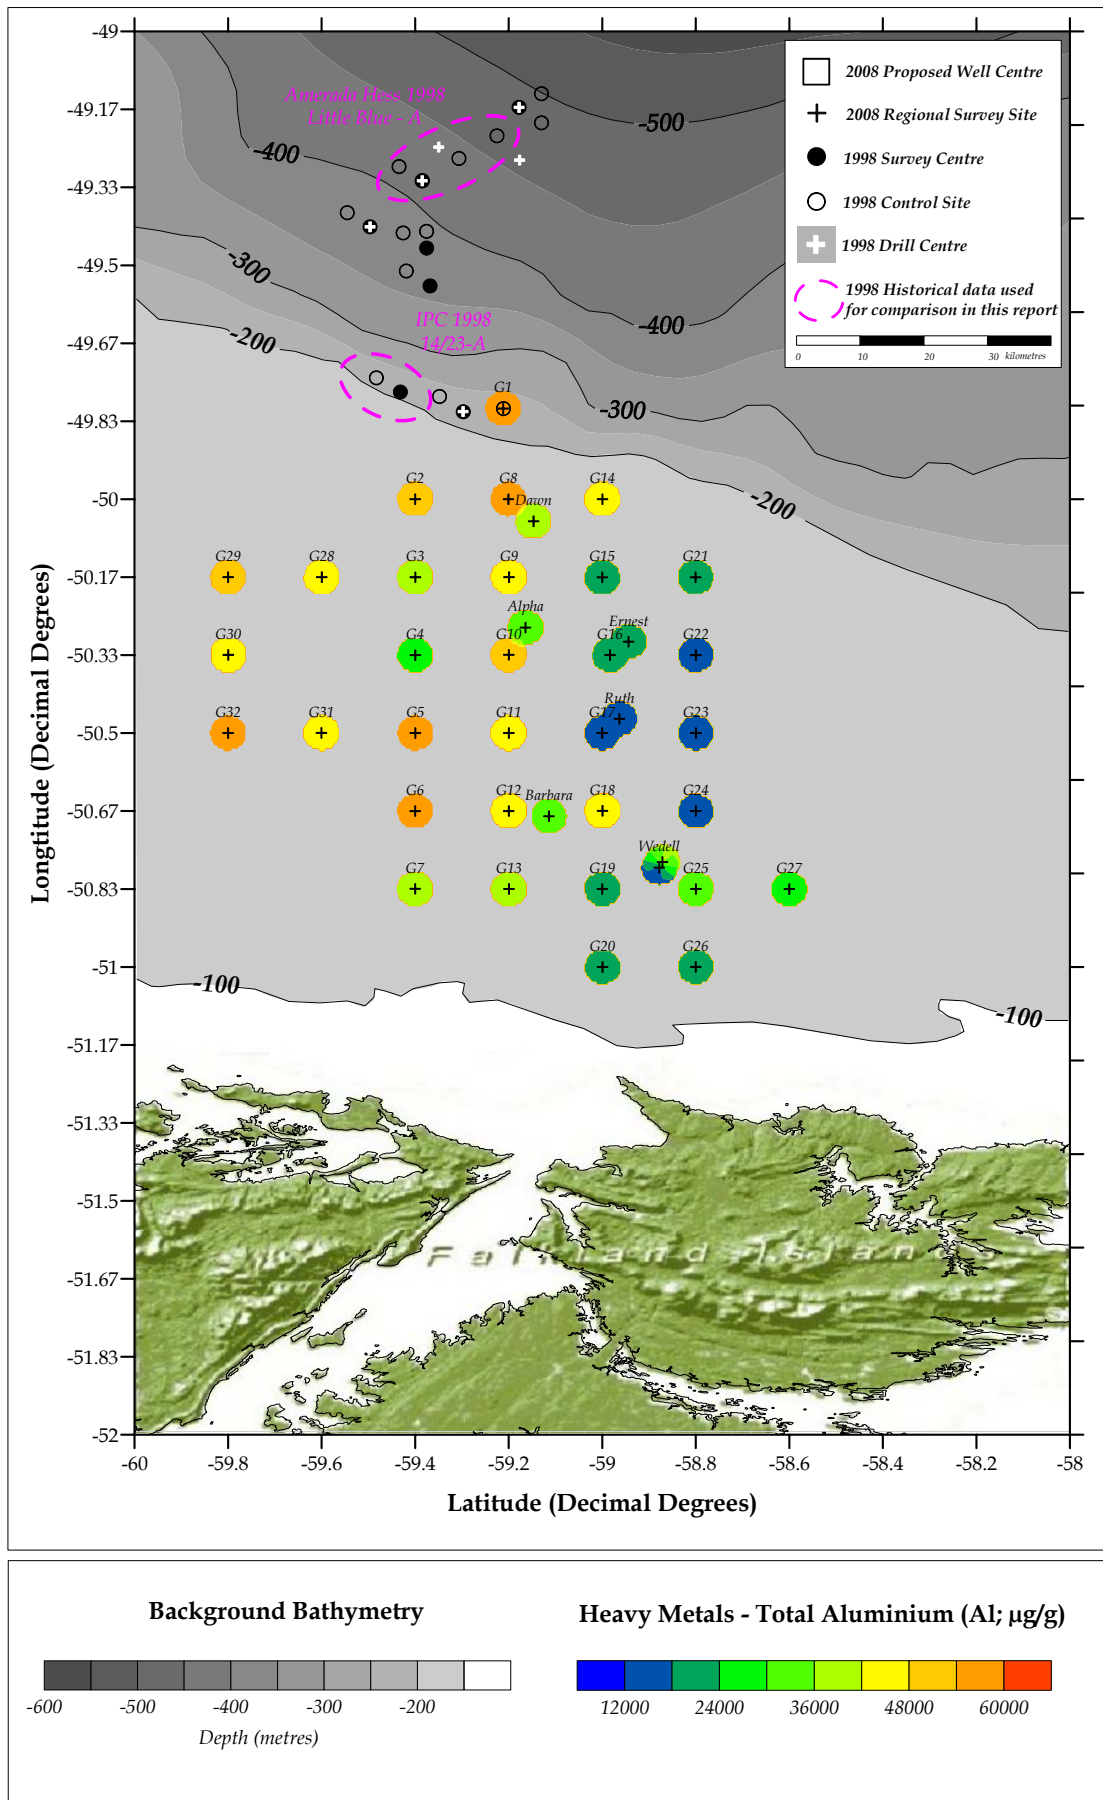 -49
-49.17
-49.33
-49.5
-49.67
-49.83
-50
-50.17
-50.33
-50.5
-50.67
-50.83
-51
-51.17
-51.33
-51.5
-51.67
-51.83
-52
Longtitude (Decimal Degrees)
Amerada Hess 1998
Little Blue - A
-500
-400
-300
-200
IPC 1998
14/23-A
-400
-300
-200
2008 Proposed Well Centre
2008 Regional Survey Site
1998 Survey Centre
1998 Control Site
1998 Drill Centre
1998 Historical data used
for comparison in this report
0 10 20 30 kilometres
G1
G2 G8 G14
Dawn
G29 G28 G3 G9 G15 G21
Alpha
Ernest
G30 G4 G10 G16 G22
Ruth
G32 G31 G5 G11 G17 G23
G6 G12 Barbara G18 G24
Wedell
G7 G13 G19 G25 G27
G20 G26
-100
-100
-60 -59.8 -59.6 -59.4 -59.2 -59 -58.8 -58.6 -58.4 -58.2 -58
Latitude (Decimal Degrees)
Background Bathymetry
-600 -500 -400 -300 -200
Depth (metres)
Heavy Metals - Total Aluminium (Al; µg/g)
12000 24000 36000 48000 60000